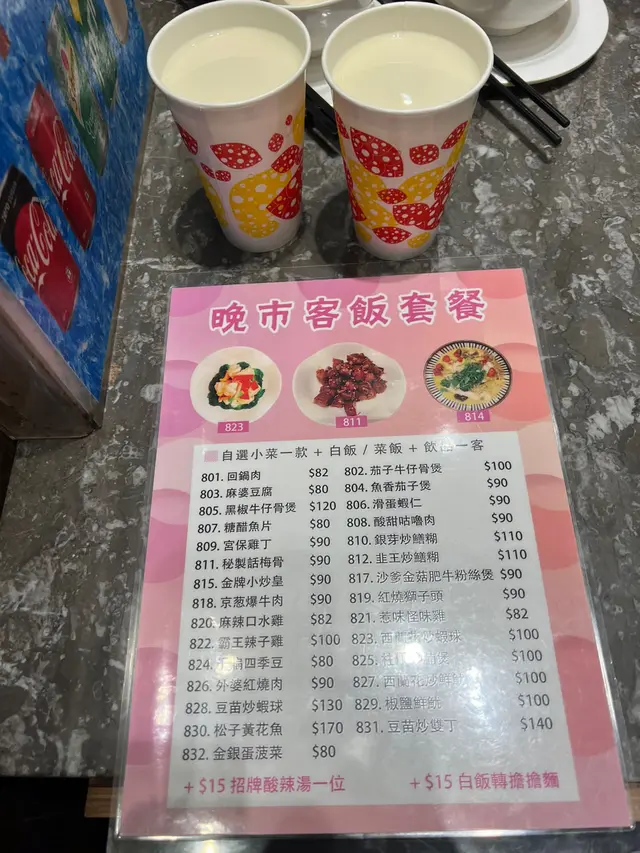 Coca-Cola
Coca-Cola
晚市客飯套餐
823
811
814
自選小菜一款 + 白飯 / 菜飯 + 飲品一客
801. 回鍋肉 $82 802. 茄子牛仔骨煲 $100
803. 麻婆豆腐 $80 804. 魚香茄子煲 $90
805. 黑椒牛仔骨煲 $120 806. 滑蛋蝦仁 $90
807. 糖醋魚片 $80 808. 酸甜咕嚕肉 $90
809. 宮保雞丁 $90 810. 銀芽炒鱔糊 $110
811. 秘製話梅骨 $90 812. 韭王炒鱔糊 $110
815. 金牌小炒皇 $90 817. 沙爹金菇肥牛粉絲煲 $90
818. 京葱爆牛肉 $90 819. 紅燒獅子頭 $90
820. 麻辣口水雞 $82 821. 惹味怪味雞 $82
822. 霸王辣子雞 $100 823. 西蘭花炒蝦球 $100
824. 干煸四季豆 $80 825. $100
826. 外婆紅燒肉 $90 827. 西蘭花炒鮮魷 $100
828. 豆苗炒蝦球 $130 829. 椒鹽鮮魷 $100
830. 松子黃花魚 $170 831. 豆苗炒雙丁 $140
832. 金銀蛋菠菜 $80
+ $15 招牌酸辣湯一位 + $15 白飯轉擔擔麵